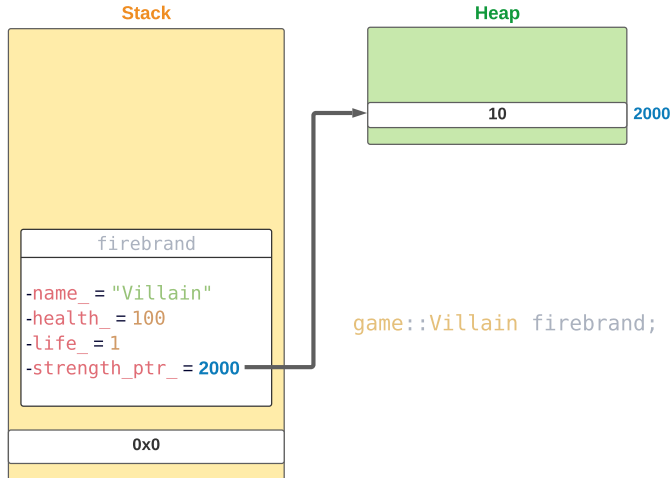 Stack
Heap
10
2000
firebrand
-name_ = "Villain"
-health_ = 100
-life_ = 1
-strength_ptr_ = 2000
game::Villain firebrand;
0x0